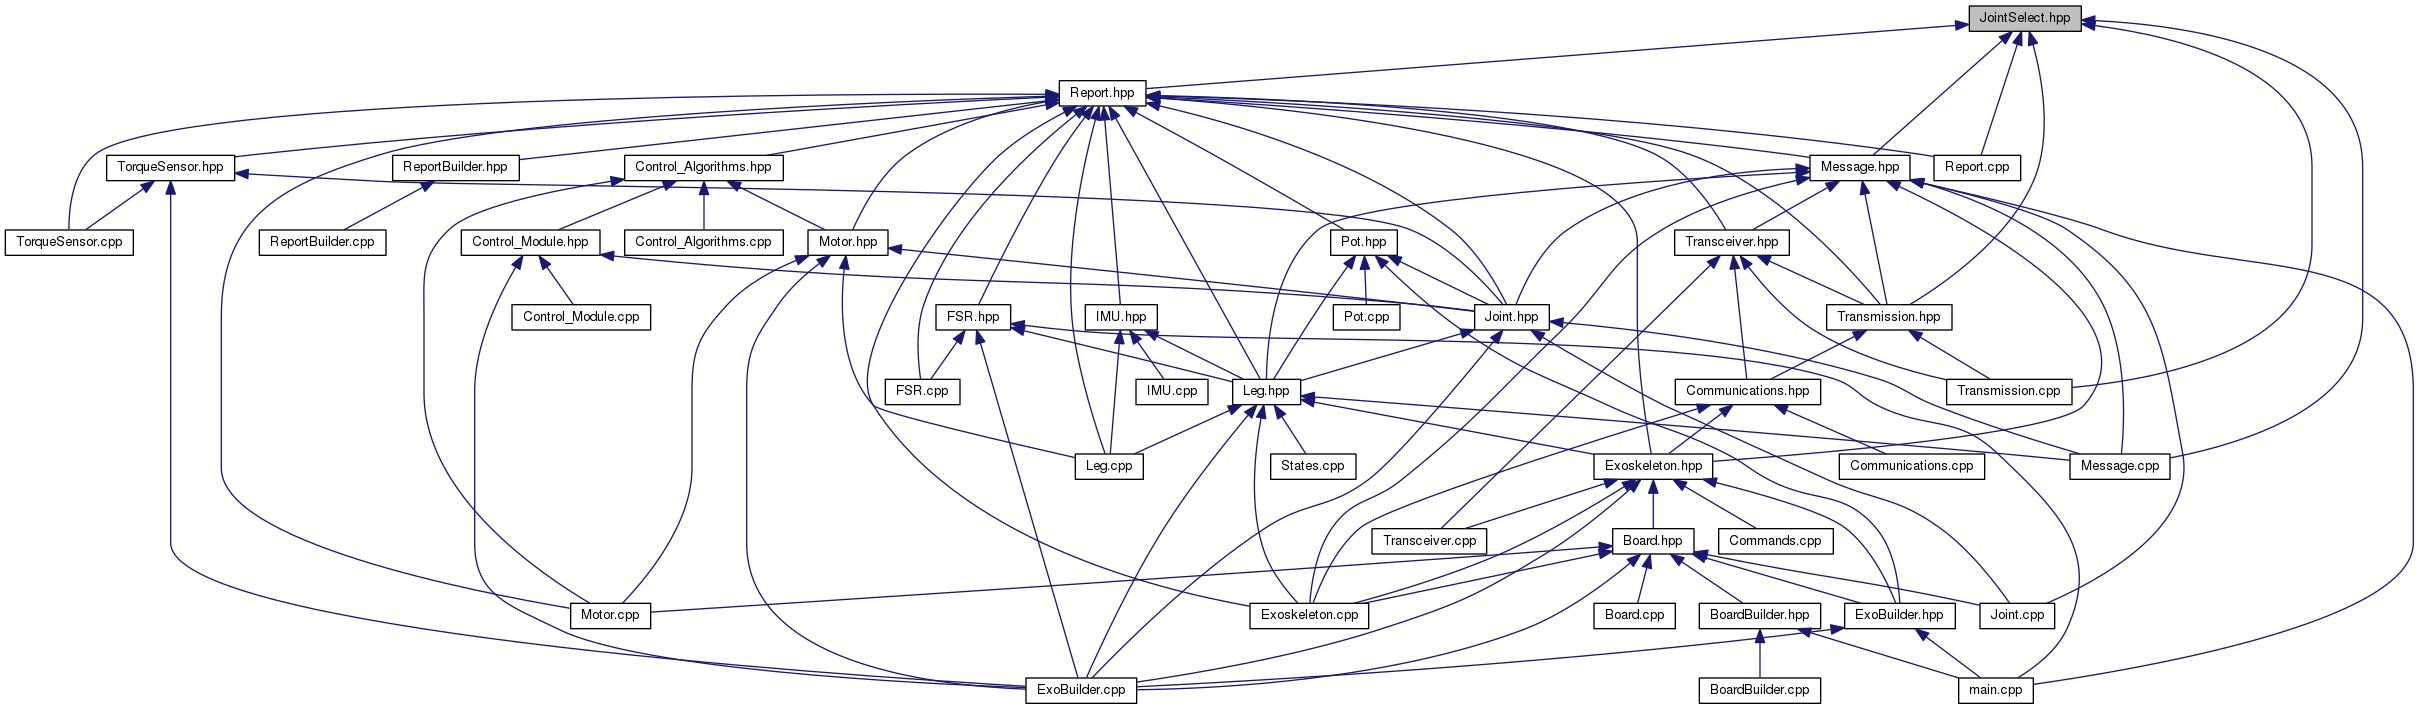 JointSelect.hpp
Report.hpp
TorqueSensor.hpp
ReportBuilder.hpp
Control_Algorithms.hpp
Message.hpp
Report.cpp
TorqueSensor.cpp
ReportBuilder.cpp
Control_Module.hpp
Control_Algorithms.cpp
Motor.hpp
Pot.hpp
Transceiver.hpp
Control_Module.cpp
FSR.hpp
IMU.hpp
Pot.cpp
Joint.hpp
Transmission.hpp
FSR.cpp
IMU.cpp
Leg.hpp
Communications.hpp
Transmission.cpp
Leg.cpp
States.cpp
Exoskeleton.hpp
Communications.cpp
Message.cpp
Transceiver.cpp
Board.hpp
Commands.cpp
Motor.cpp
Exoskeleton.cpp
Board.cpp
BoardBuilder.hpp
ExoBuilder.hpp
Joint.cpp
ExoBuilder.cpp
BoardBuilder.cpp
main.cpp